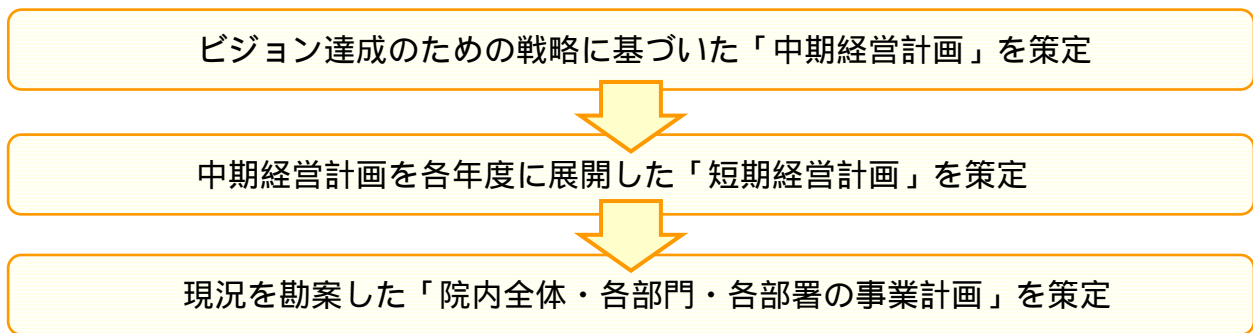 ビジョン達成のための戦略に基づいた「中期経営計画」を策定
中期経営計画を各年度に展開した「短期経営計画」を策定
現況を勘案した「院内全体・各部門・各部署の事業計画」を策定